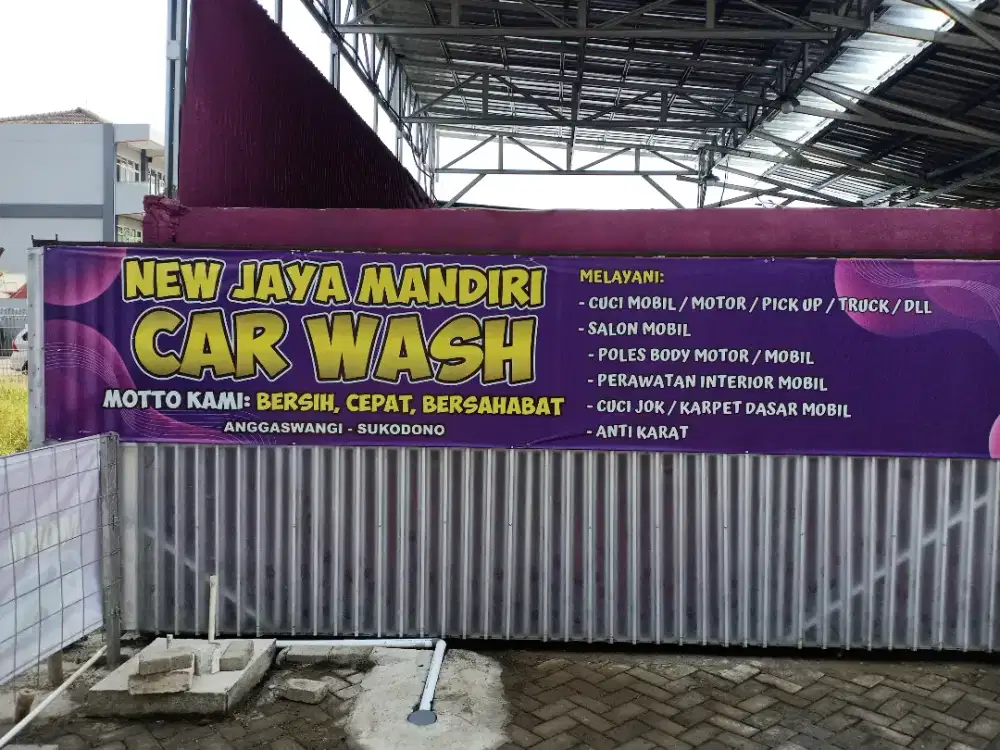 NEW JAYA MANDIRI
CAR WASH
MOTTO KAMI: BERSIH, CEPAT, BERSAHABAT
ANGGASWANGI - SUKODONO
MELAYANI:
- CUCI MOBIL / MOTOR / PICK UP / TRUCK / DLL
- SALON MOBIL
- POLES BODY MOTOR / MOBIL
- PERAWATAN INTERIOR MOBIL
- CUCI JOK / KARPET DASAR MOBIL
- ANTI KARAT